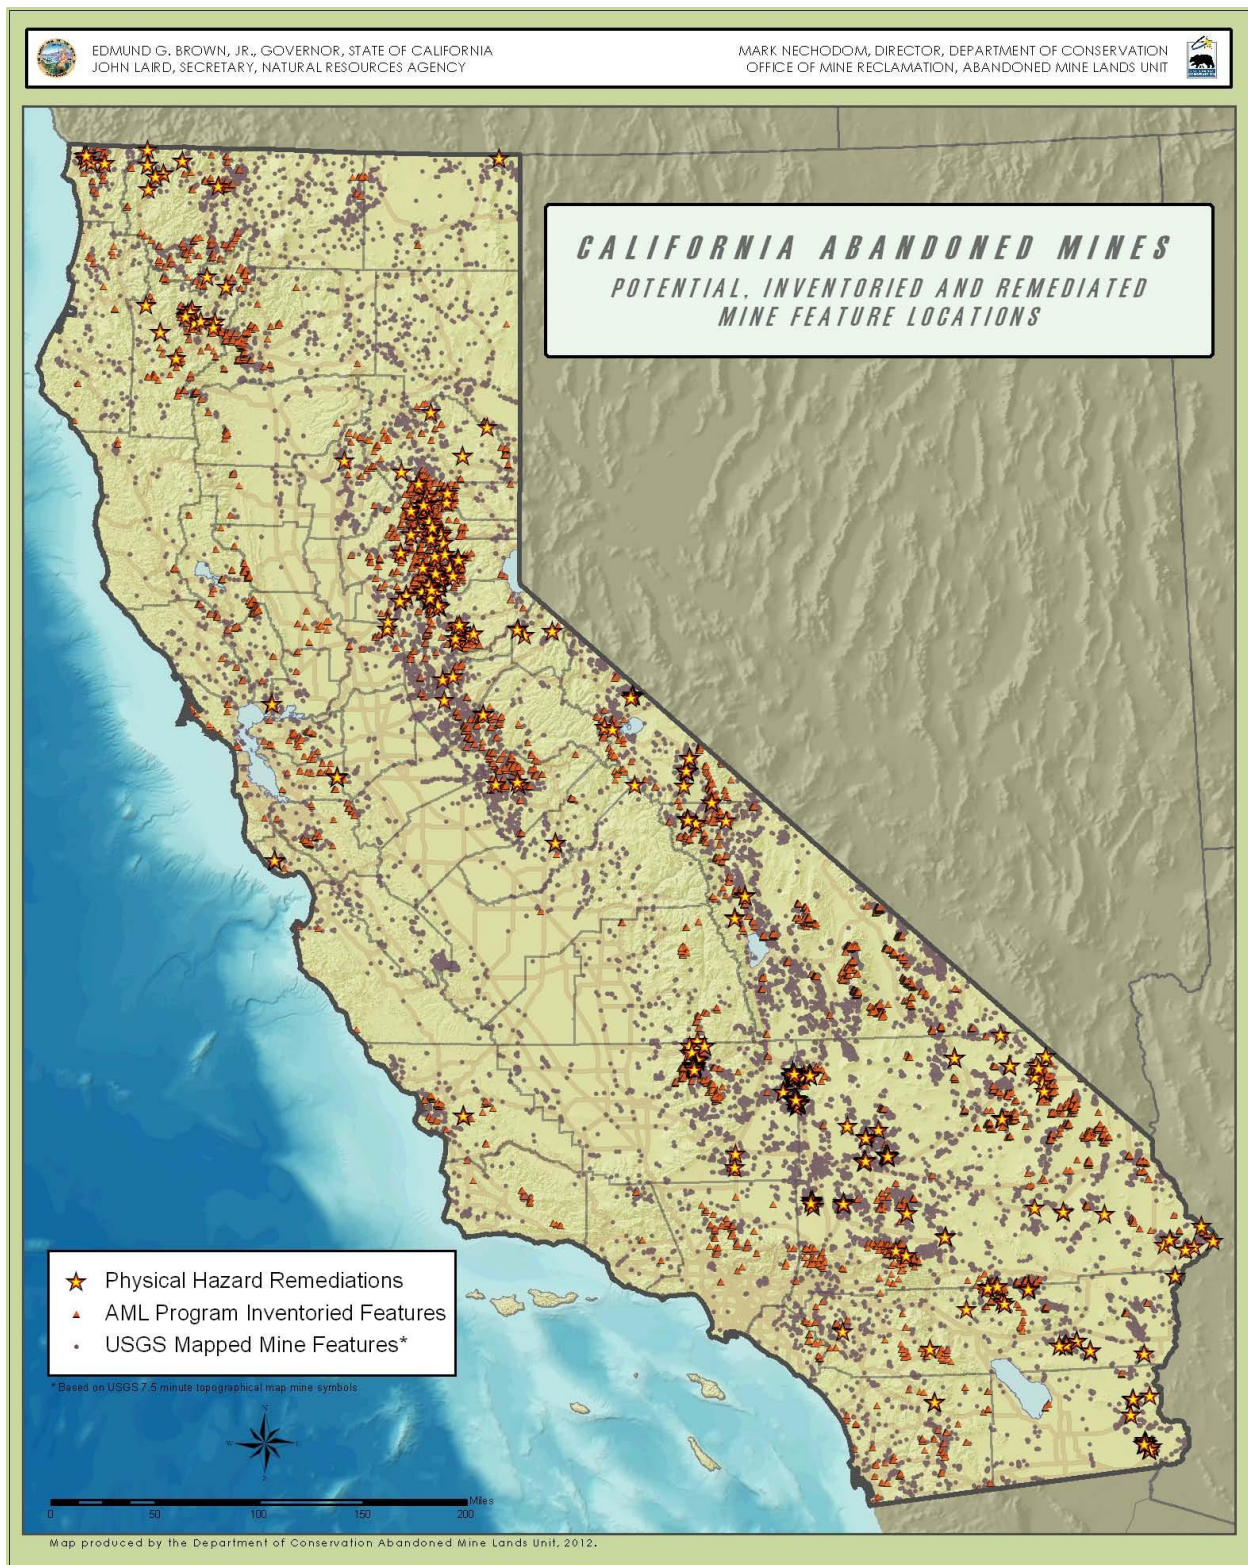 EDMUND G. BROWN, JR., GOVERNOR, STATE OF CALIFORNIA
JOHN LAIRD, SECRETARY, NATURAL RESOURCES AGENCY
MARK NECHODOM, DIRECTOR, DEPARTMENT OF CONSERVATION
OFFICE OF MINE RECLAMATION, ABANDONED MINE LANDS UNIT
CALIFORNIA ABANDONED MINES
POTENTIAL, INVENTORIED AND REMEDIATED
MINE FEATURE LOCATIONS
Physical Hazard Remediations
AML Program Inventoried Features
USGS Mapped Mine Features*
* Based on USGS 7.5 minute topographical map mine symbols
N
W E
S
Miles
0 50 100 150 200
Map produced by the Department of Conservation Abandoned Mine Lands Unit, 2012.